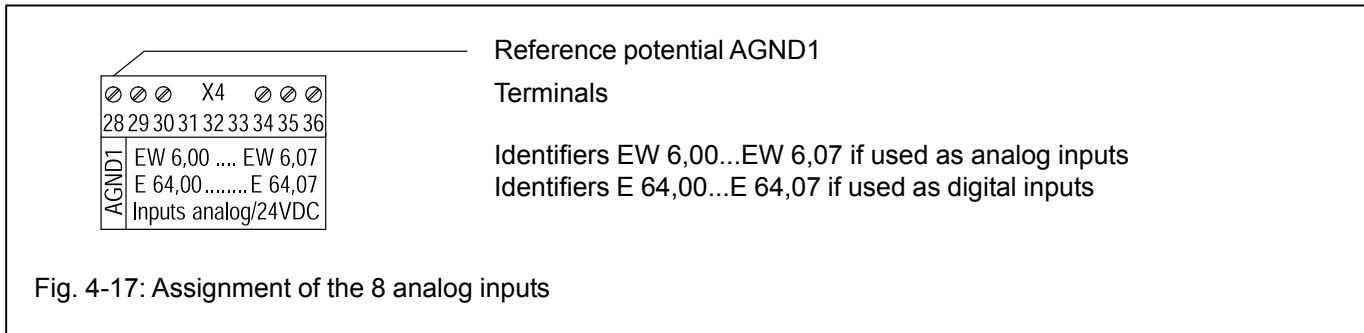 Reference potential AGND1
X4
Terminals
28 29 30 31 32 33 34 35 36
AGND1
EW 6,00 .... EW 6,07
Identifiers EW 6,00...EW 6,07 if used as analog inputs
E 64,00........E 64,07
Identifiers E 64,00...E 64,07 if used as digital inputs
Inputs analog/24VDC
Fig. 4-17: Assignment of the 8 analog inputs